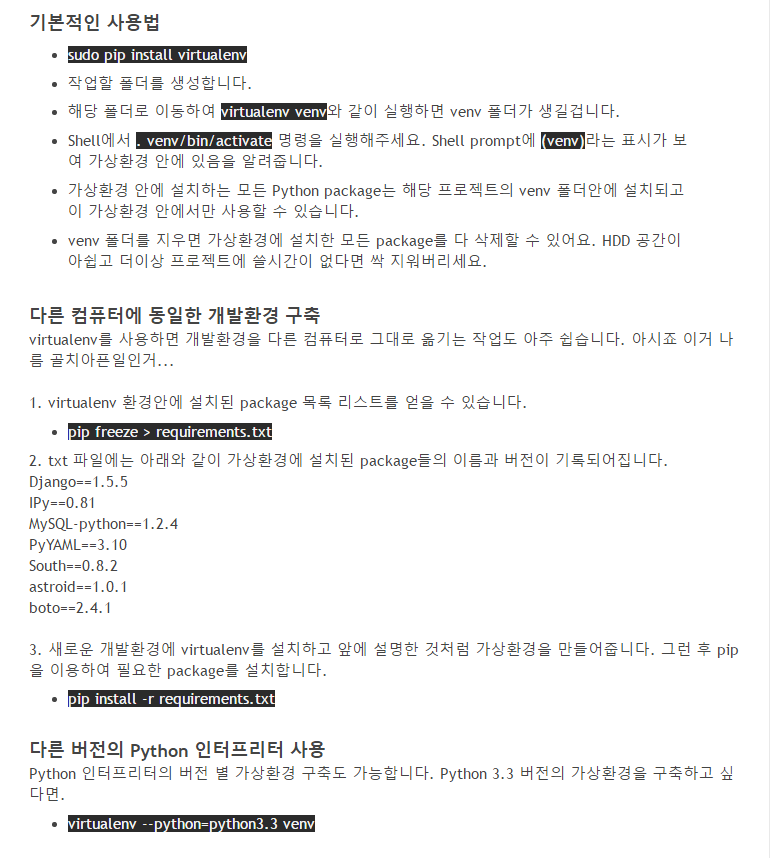 기본적인 사용법
sudo pip install virtualenv
작업할 폴더를 생성합니다.
해당 폴더로 이동하여 virtualenv venv와 같이 실행하면 venv 폴더가 생길겁니다.
Shell에서 . venv/bin/activate 명령을 실행해주세요. Shell prompt에 (venv)라는 표시가 보
여 가상환경 안에 있음을 알려줍니다.
가상환경 안에 설치하는 모든 Python package는 해당 프로젝트의 venv 폴더안에 설치되고
이 가상환경 안에서만 사용할 수 있습니다.
venv 폴더를 지우면 가상환경에 설치한 모든 package를 다 삭제할 수 있어요. HDD 공간이
아쉽고 더이상 프로젝트에 쓸시간이 없다면 싹 지워버리세요.
다른 컴퓨터에 동일한 개발환경 구축
virtualenv를 사용하면 개발환경을 다른 컴퓨터로 그대로 옮기는 작업도 아주 쉽습니다. 아시죠 이거 나
름 골치아픈일인거...
1. virtualenv 환경안에 설치된 package 목록 리스트를 얻을 수 있습니다.
pip freeze > requirements.txt
2. txt 파일에는 아래와 같이 가상환경에 설치된 package들의 이름과 버전이 기록되어집니다.
Django==1.5.5
IPy==0.81
MySQL-python==1.2.4
PyYAML==3.10
South==0.8.2
astroid==1.0.1
boto==2.4.1
3. 새로운 개발환경에 virtualenv를 설치하고 앞에 설명한 것처럼 가상환경을 만들어줍니다. 그런 후 pip
을 이용하여 필요한 package를 설치합니다.
pip install -r requirements.txt
다른 버전의 Python 인터프리터 사용
Python 인터프리터의 버전 별 가상환경 구축도 가능합니다. Python 3.3 버전의 가상환경을 구축하고 싶
다면.
virtualenv --python=python3.3 venv